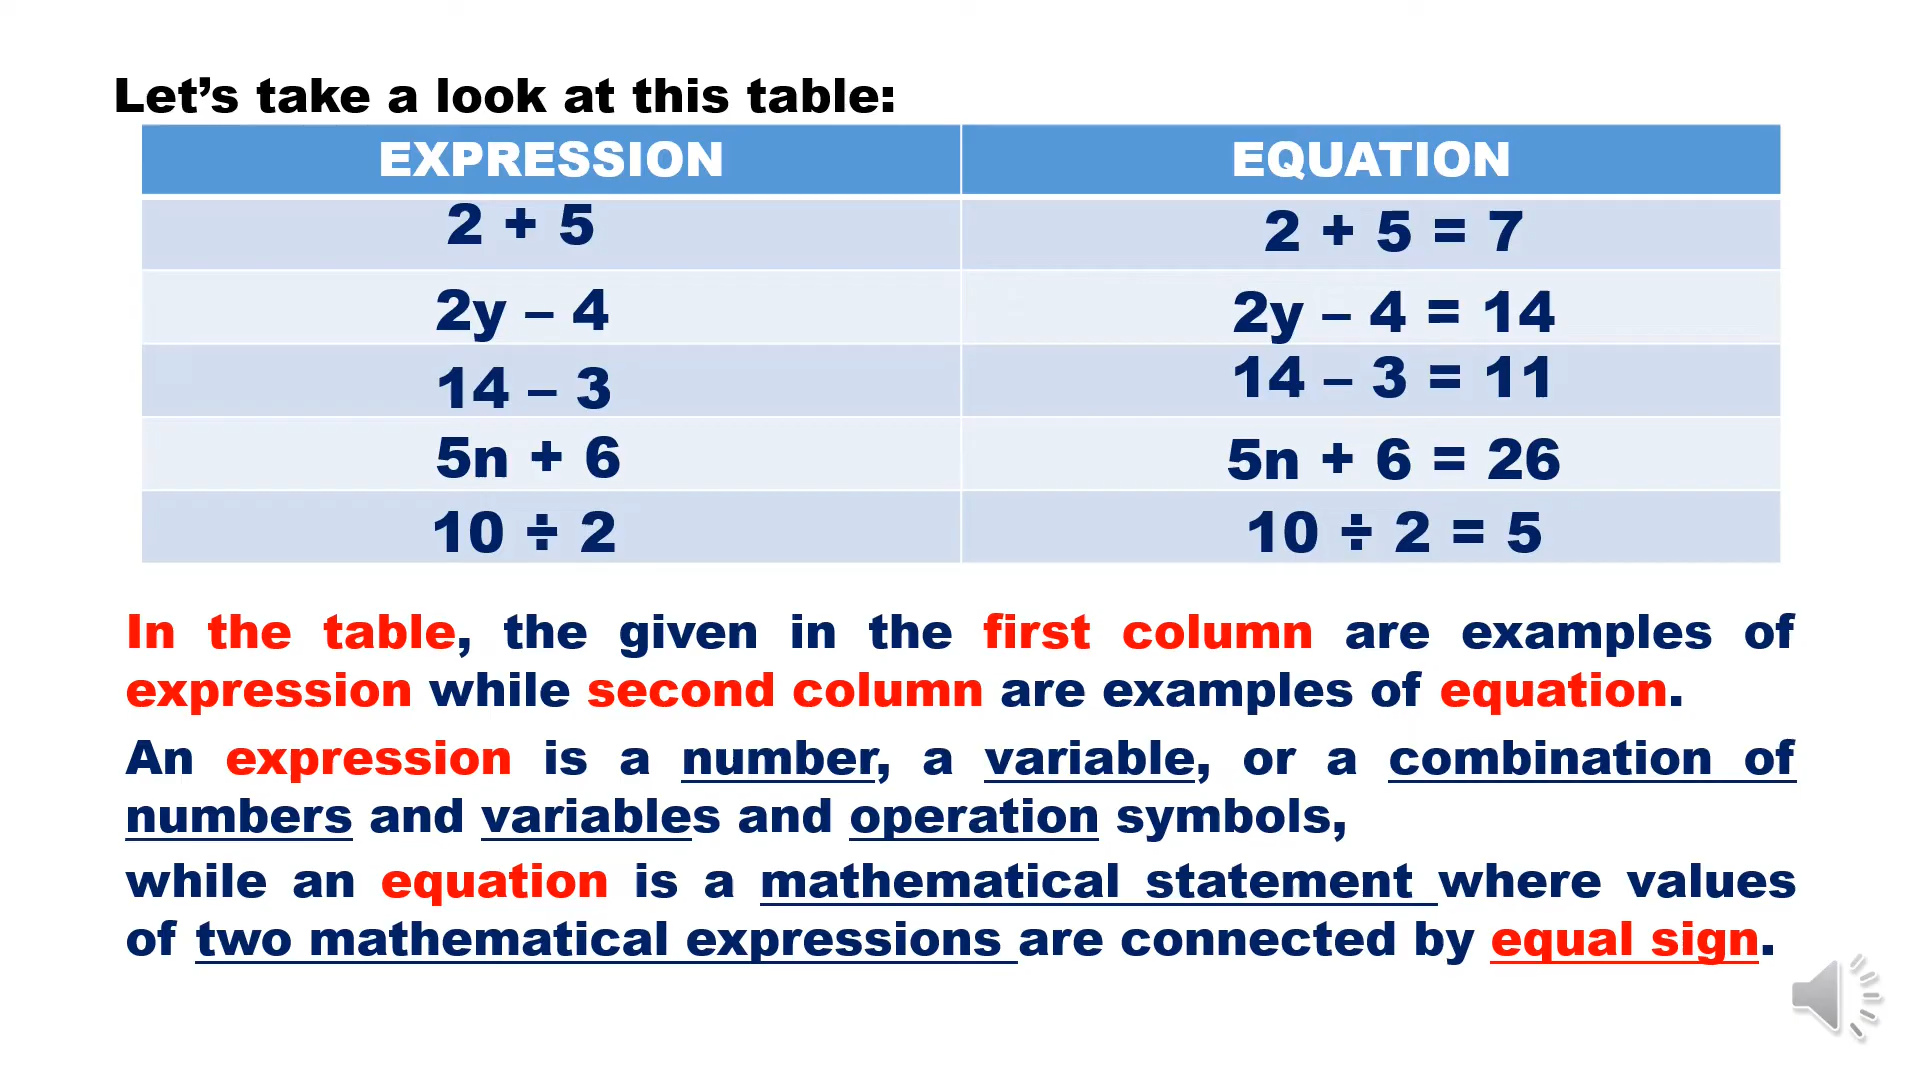 Let’s take a look at this table:
EXPRESSION EQUATION
2 + 5 2 + 5 = 7
2y – 4 2y – 4 = 14
14 – 3 14 – 3 = 11
5n + 6 5n + 6 = 26
10 ÷ 2 10 ÷ 2 = 5
In the table, the given in the first column are examples of
expression while second column are examples of equation.
An expression is a number, a variable, or a combination of
numbers and variables and operation symbols,
while an equation is a mathematical statement where values
of two mathematical expressions are connected by equal sign.